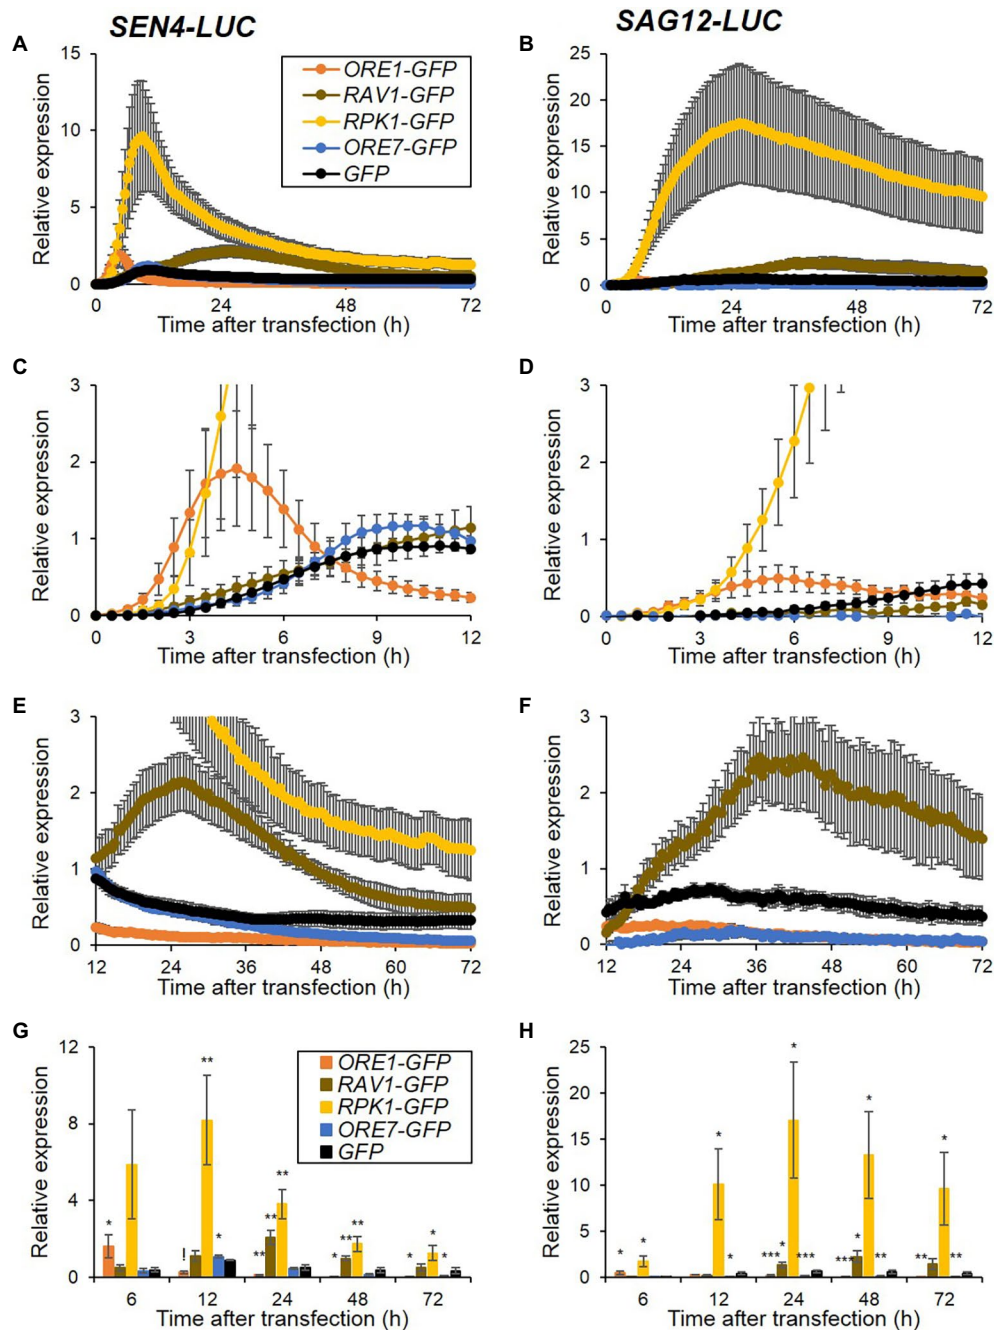 SEN4-LUC
SAG12-LUC
A
15
10
5
0
Relative expression
ORE1-GFP
RAV1-GFP
RPK1-GFP
ORE7-GFP
GFP
0 24 48 72
Time after transfection (h)
B
25
20
15
10
5
0
Relative expression
0 24 48 72
Time after transfection (h)
C
3
2
1
0
Relative expression
0 3 6 9 12
Time after transfection (h)
D
3
2
1
0
Relative expression
0 3 6 9 12
Time after transfection (h)
E
3
2
1
0
Relative expression
12 24 36 48 60 72
Time after transfection (h)
F
3
2
1
0
Relative expression
12 24 36 48 60 72
Time after transfection (h)
G
12
8
4
0
Relative expression
ORE1-GFP
RAV1-GFP
RPK1-GFP
ORE7-GFP
GFP
* ! ** * ** ** ** * ** ** * * *
6 12 24 48 72
Time after transfection (h)
H
25
20
15
10
5
0
Relative expression
* * * * *** * * *** *** * * ** ** * **
6 12 24 48 72
Time after transfection (h)